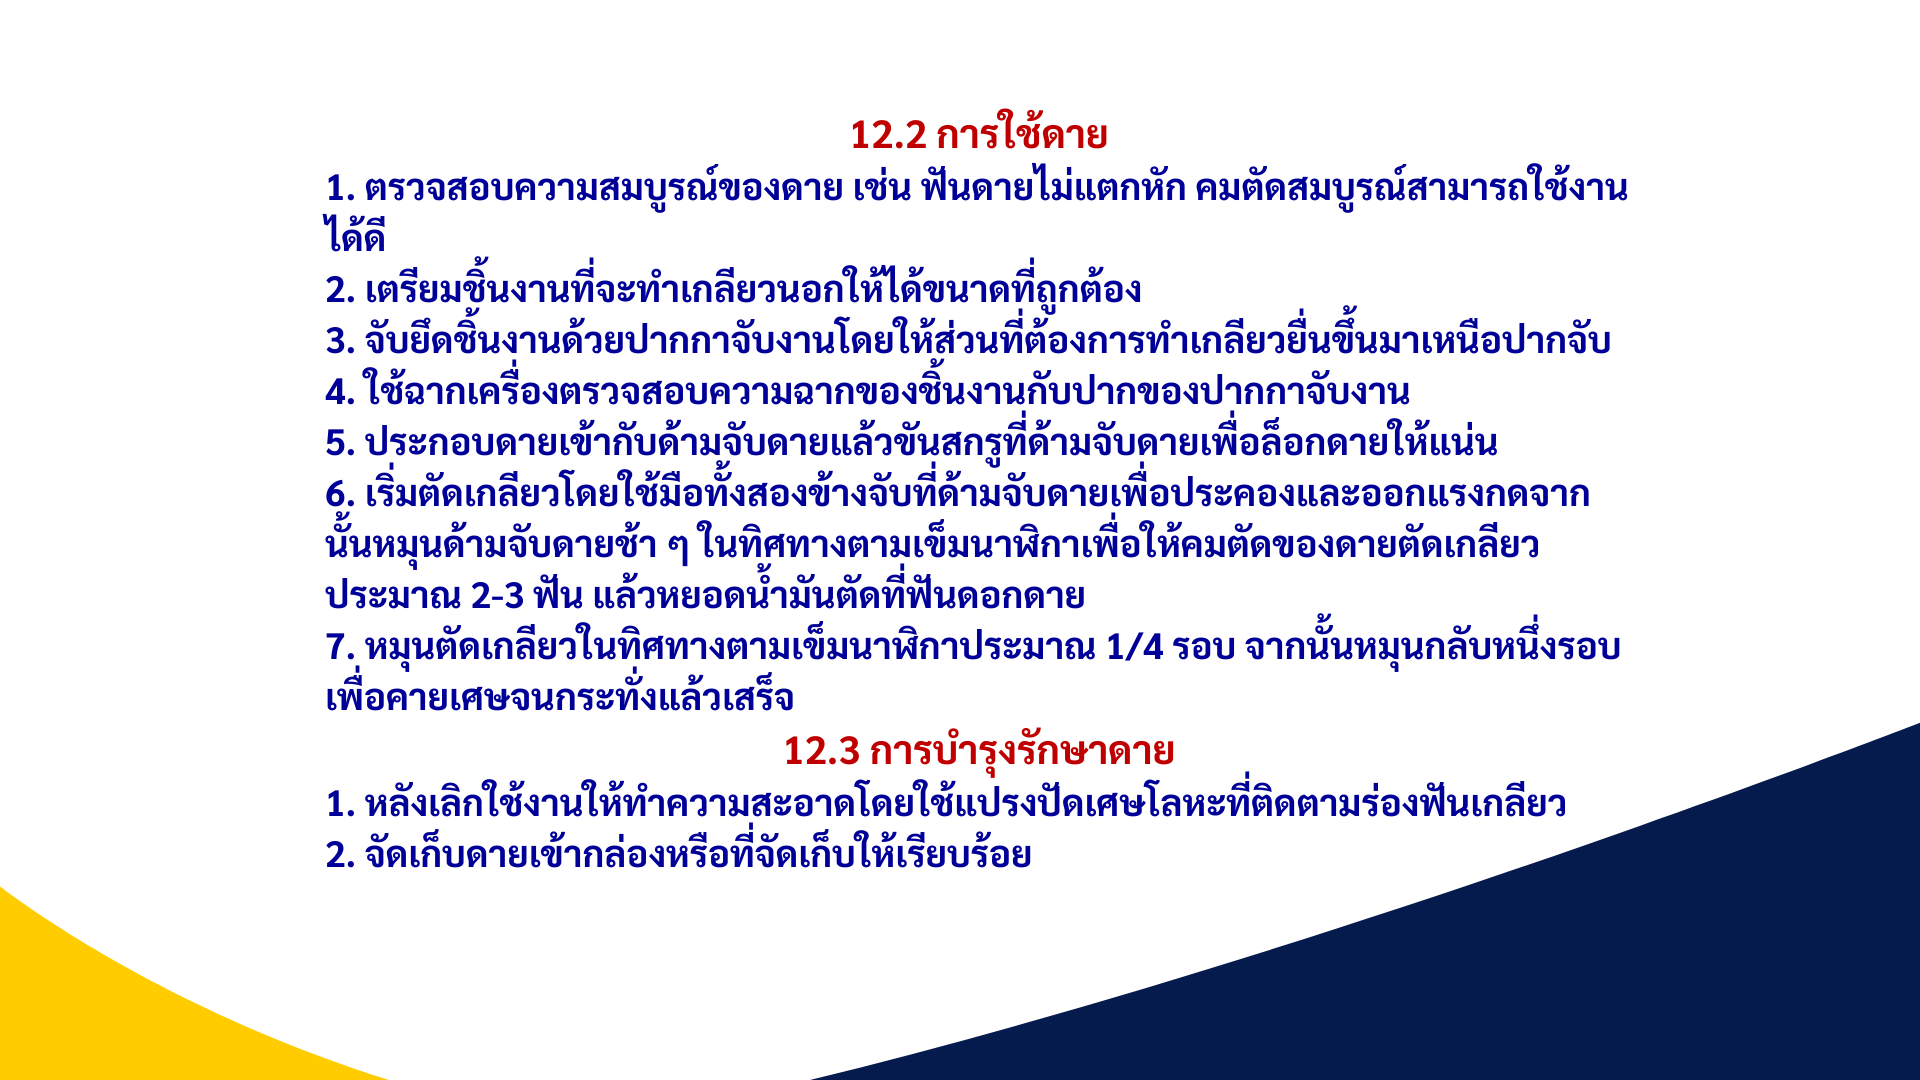 12.2 การใช้ดาย
1. ตรวจสอบความสมบูรณ์ของดาย เช่น ฟันดายไม่แตกหัก คมตัดสมบูรณ์สามารถใช้งาน
ได้ดี
2. เตรียมชิ้นงานที่จะทำเกลียวนอกให้ได้ขนาดที่ถูกต้อง
3. จับยึดชิ้นงานด้วยปากกาจับงานโดยให้ส่วนที่ต้องการทำเกลียวยื่นขึ้นมาเหนือปากจับ
4. ใช้ฉากเครื่องตรวจสอบความฉากของชิ้นงานกับปากของปากกาจับงาน
5. ประกอบดายเข้ากับด้ามจับดายแล้วขันสกรูที่ด้ามจับดายเพื่อล็อกดายให้แน่น
6. เริ่มตัดเกลียวโดยใช้มือทั้งสองข้างจับที่ด้ามจับดายเพื่อประคองและออกแรงกดจาก
นั้นหมุนด้ามจับดายช้า ๆ ในทิศทางตามเข็มนาฬิกาเพื่อให้คมตัดของดายตัดเกลียว
ประมาณ 2-3 ฟัน แล้วหยอดน้ำมันตัดที่ฟันดอกดาย
7. หมุนตัดเกลียวในทิศทางตามเข็มนาฬิกาประมาณ 1/4 รอบ จากนั้นหมุนกลับหนึ่งรอบ
เพื่อคายเศษจนกระทั่งแล้วเสร็จ
12.3 การบำรุงรักษาดาย
1. หลังเลิกใช้งานให้ทำความสะอาดโดยใช้แปรงปัดเศษโลหะที่ติดตามร่องฟันเกลียว
2. จัดเก็บดายเข้ากล่องหรือที่จัดเก็บให้เรียบร้อย